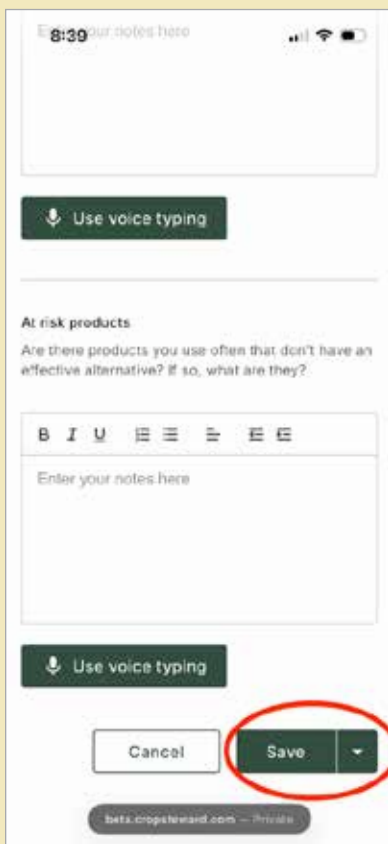 Enter your notes here
8:39
Use voice typing
At risk products
Are there products you use often that don't have an
effective alternative? If so, what are they?
B I U
Enter your notes here
Use voice typing
Cancel Save
beta.cropsteward.com — Private